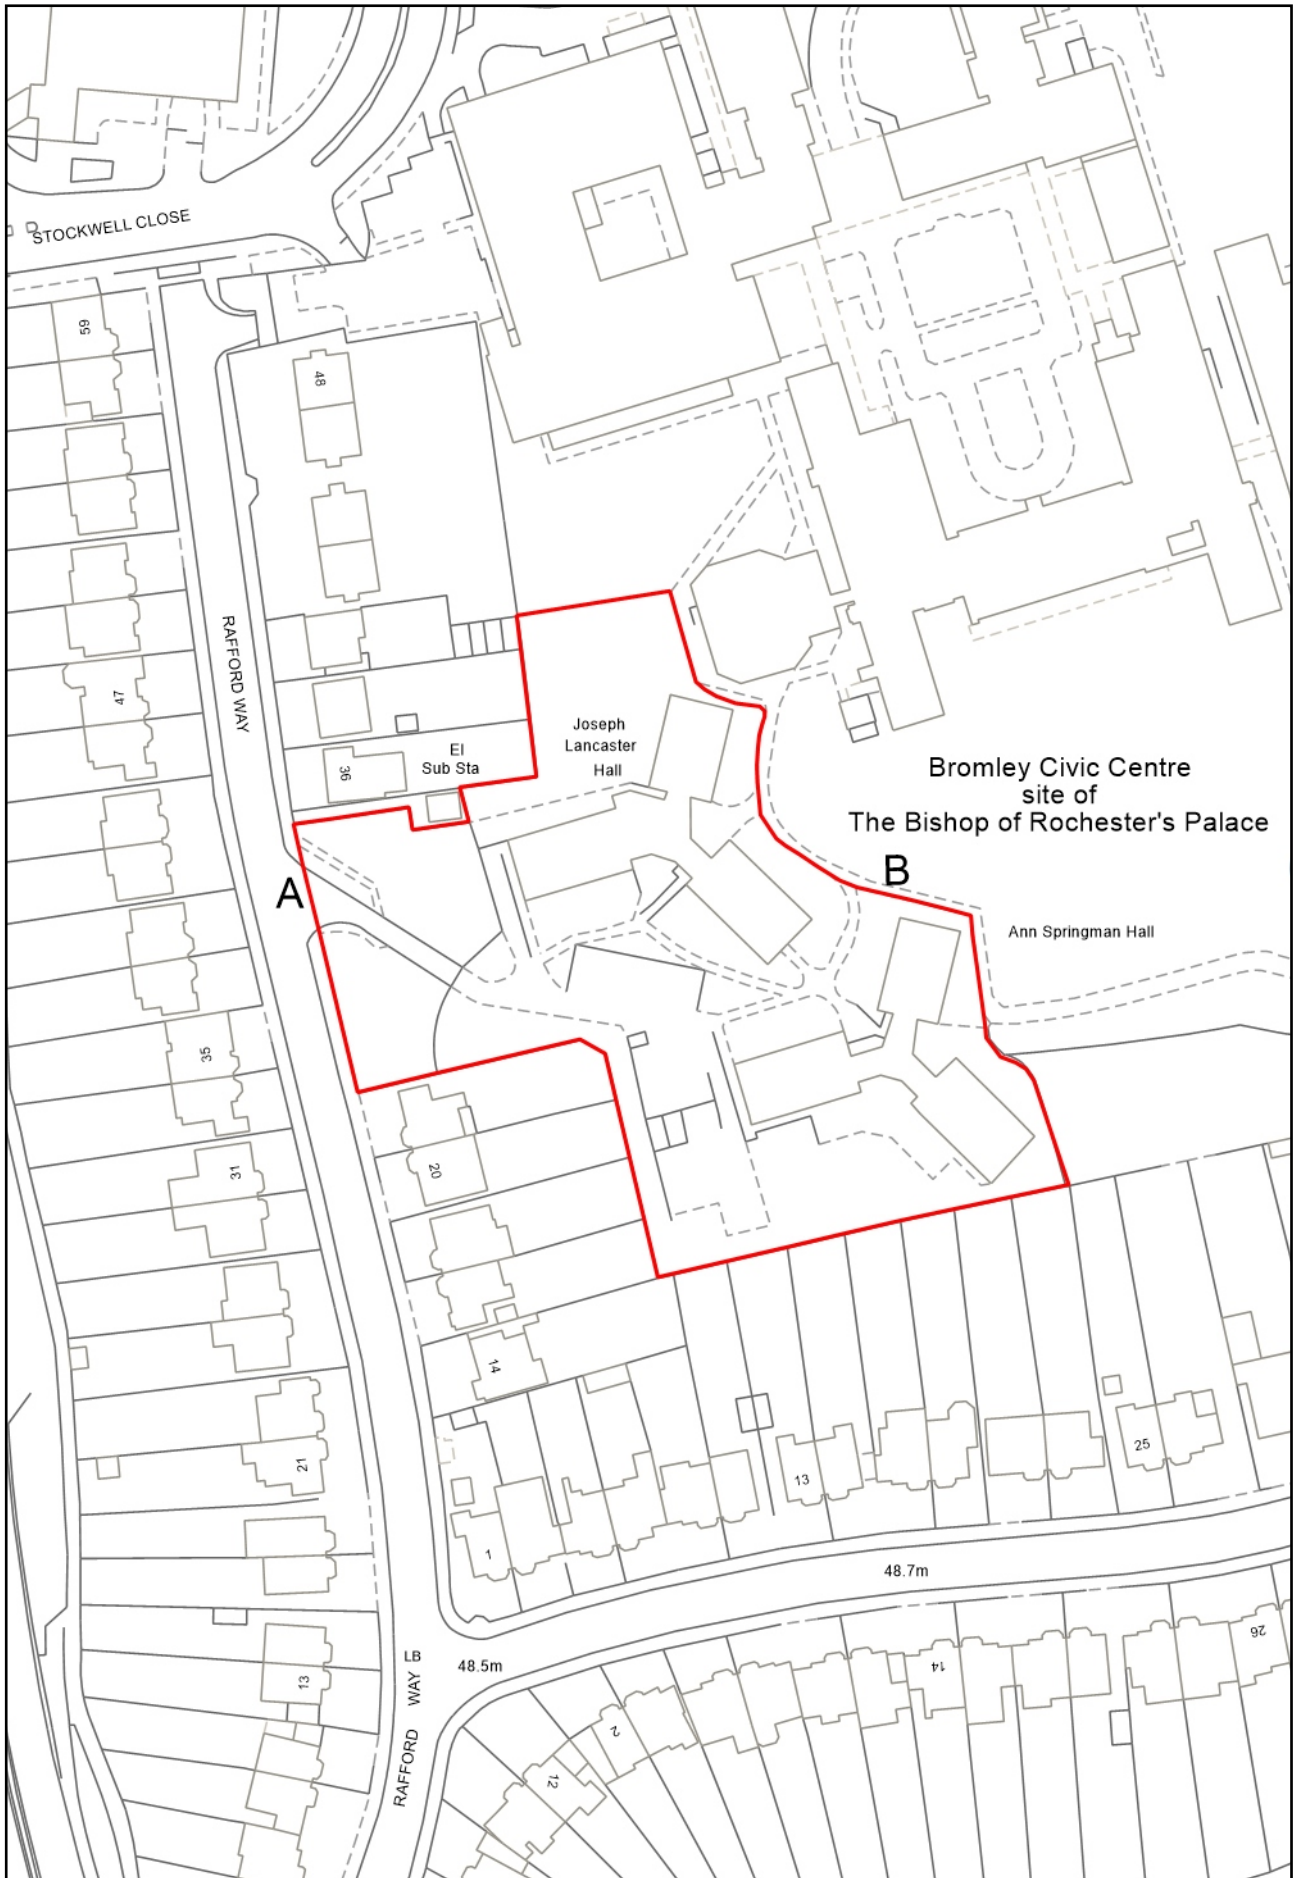 STOCKWELL CLOSE
59
48
RAFFORD WAY
47
36
El
Sub Sta
Joseph
Lancaster
Hall
Bromley Civic Centre
site of
The Bishop of Rochester's Palace
A
B
Ann Springman Hall
35
31
20
14
21
13
25
1
48.7m
LB
48.5m
RAFFORD WAY
13
2
12
14
26